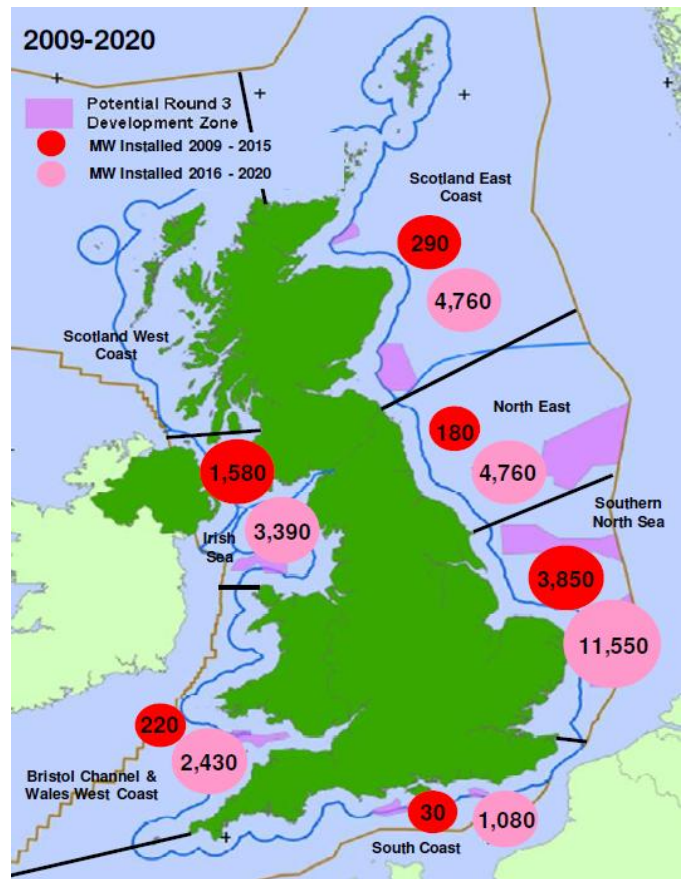 2009-2020
Potential Round 3
Development Zone
MW Installed 2009 - 2015
MW Installed 2016 - 2020
Scotland East
Coast
290
4,760
Scotland West
Coast
North East
180
4,760
1,580
3,390
Irish
Sea
Southern
North Sea
3,850
11,550
220
2,430
Bristol Channel &
Wales West Coast
30
1,080
South Coast